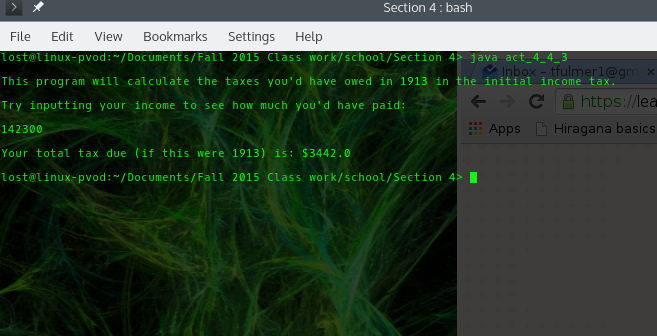 Section 4 : bash
File Edit View Bookmarks Settings Help
lost@linux-pvod:~/Documents/Fall 2015 Class work/school/Section 4> java act_4_4_3
This program will calculate the taxes you'd have owed in 1913 in the initial income tax.
Try inputting your income to see how much you'd have paid:
142300
Your total tax due (if this were 1913) is: $3442.0
lost@linux-pvod:~/Documents/Fall 2015 Class work/school/Section 4>
Inbox - tfulmer1@gm
https://lea
Apps Hiragana basics